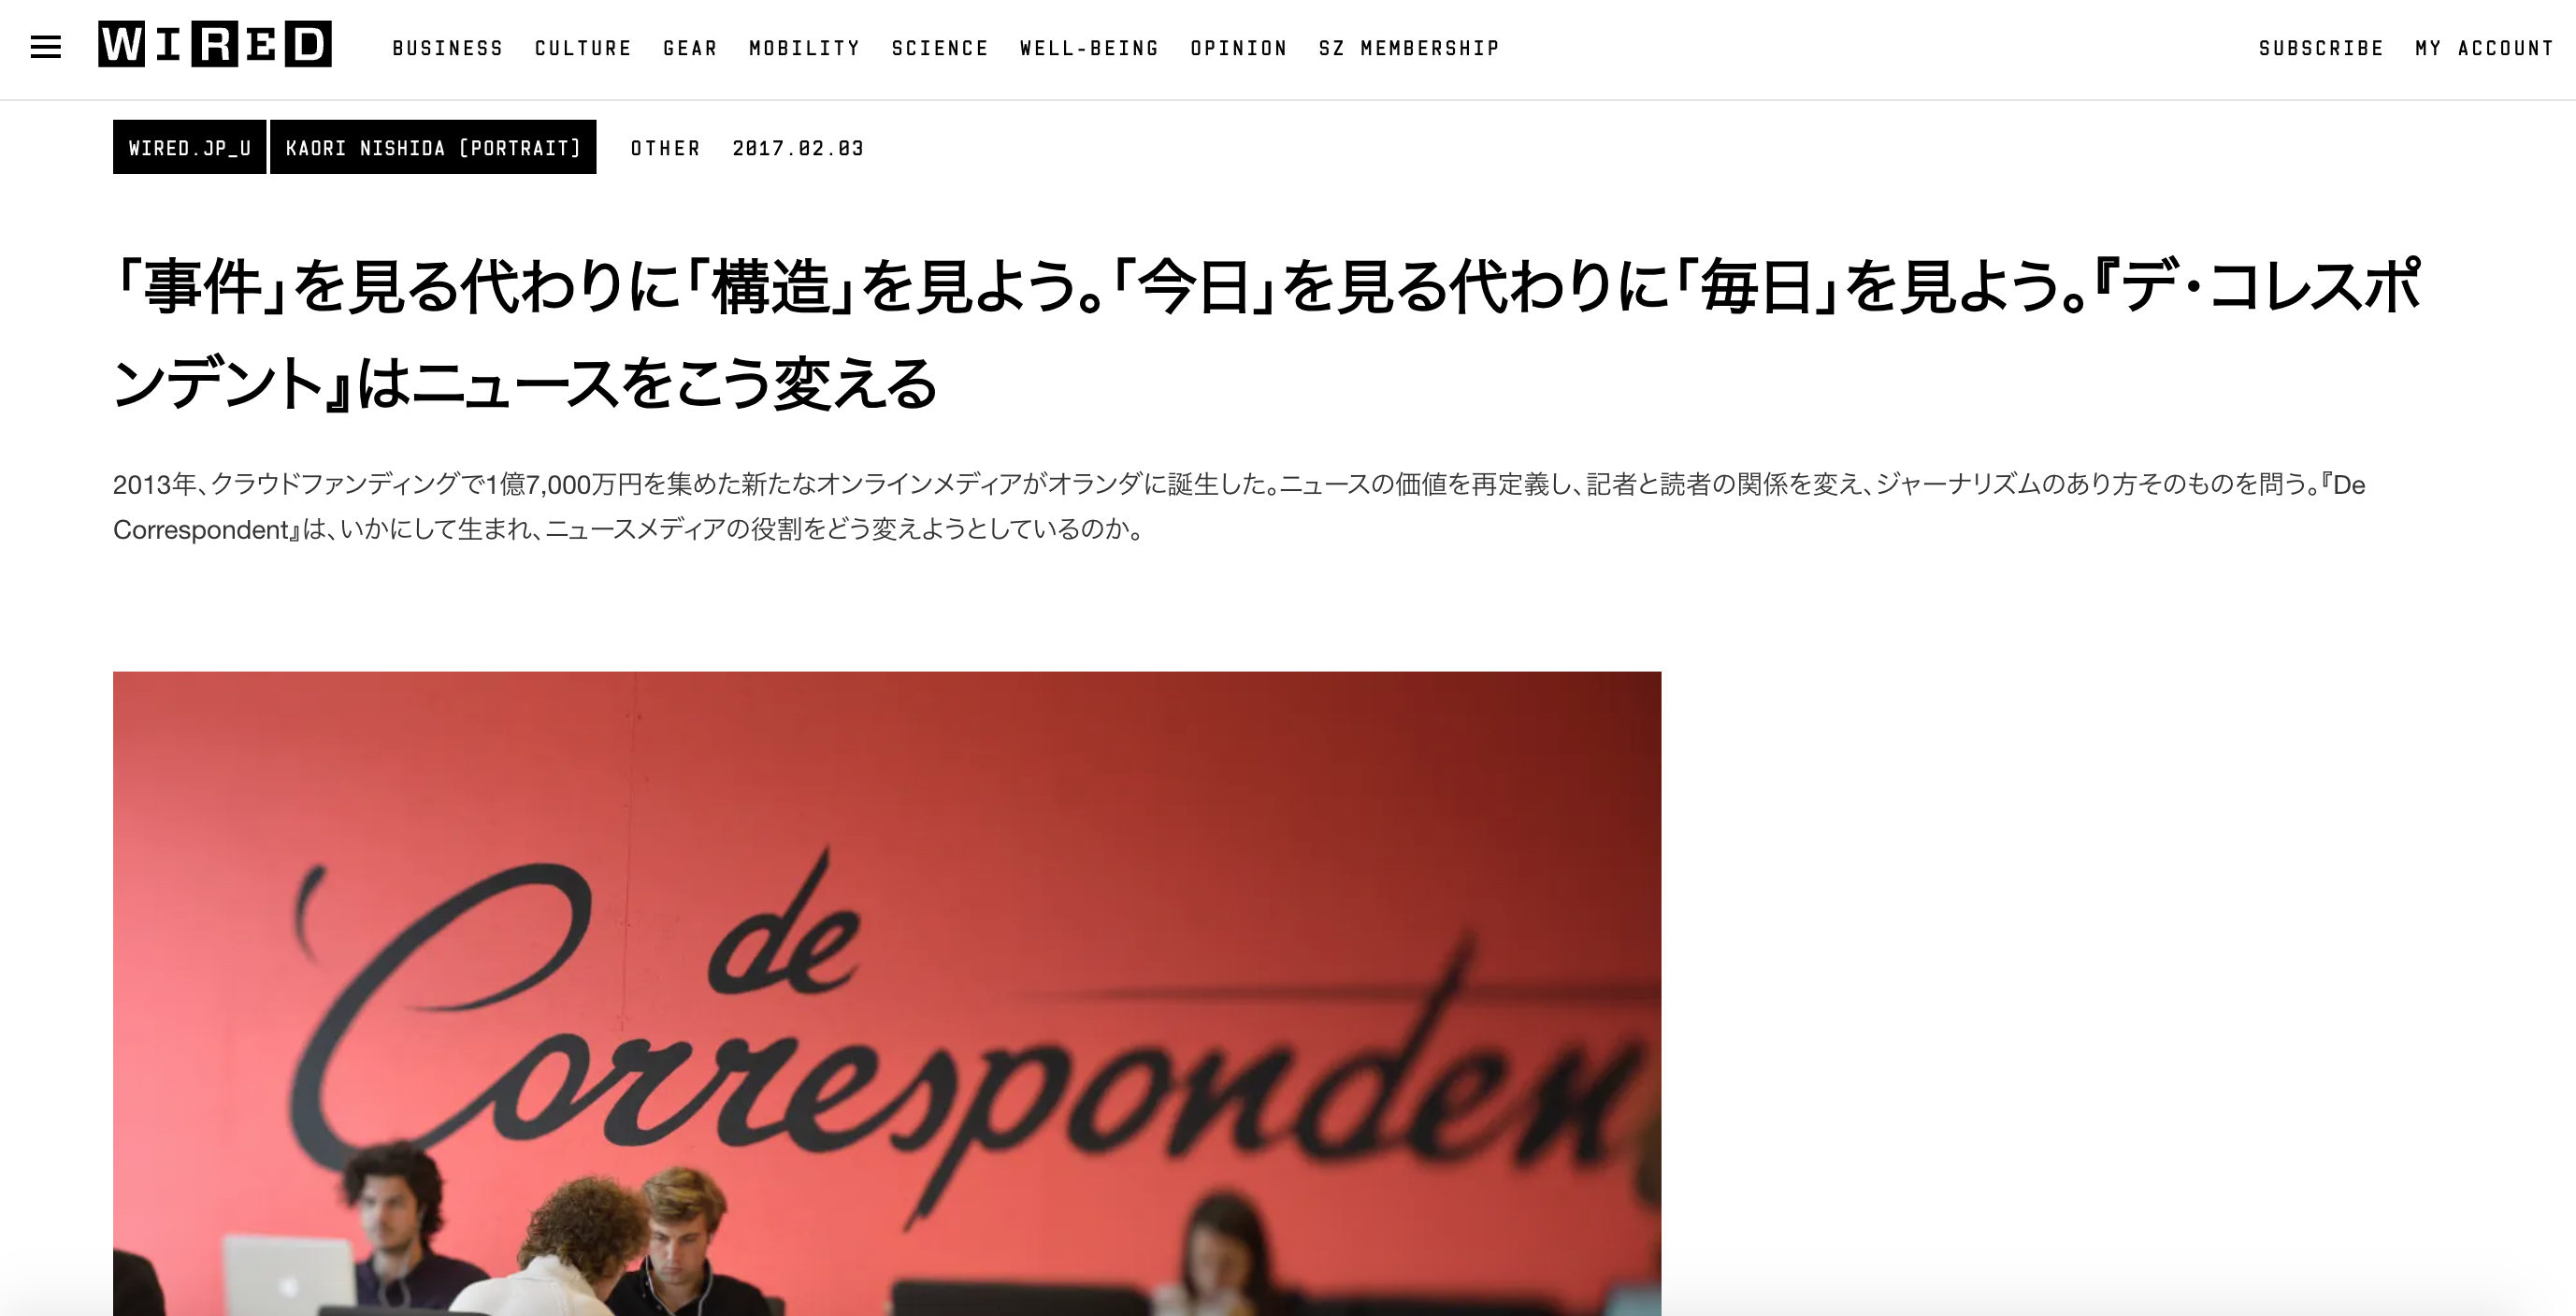 WIRED
BUSINESS CULTURE GEAR MOBILITY SCIENCE WELL-BEING OPINION SZ MEMBERSHIP
SUBSCRIBE MY ACCOUNT
WIRED.JP_U KAORI NISHIDA [PORTRAIT] OTHER 2017.02.03
「事件」を見る代わりに「構造」を見よう。「今日」を見る代わりに「毎日」を見よう。『デ・コレスポ
ンデント』はニュースをこう変える
2013年、クラウドファンディングで1億7,000万円を集めた新たなオンラインメディアがオランダに誕生した。ニュースの価値を再定義し、記者と読者の関係を変え、ジャーナリズムのあり方そのものを問う。『De
Correspondent』は、いかにして生まれ、ニュースメディアの役割をどう変えようとしているのか。
de
Corresponden